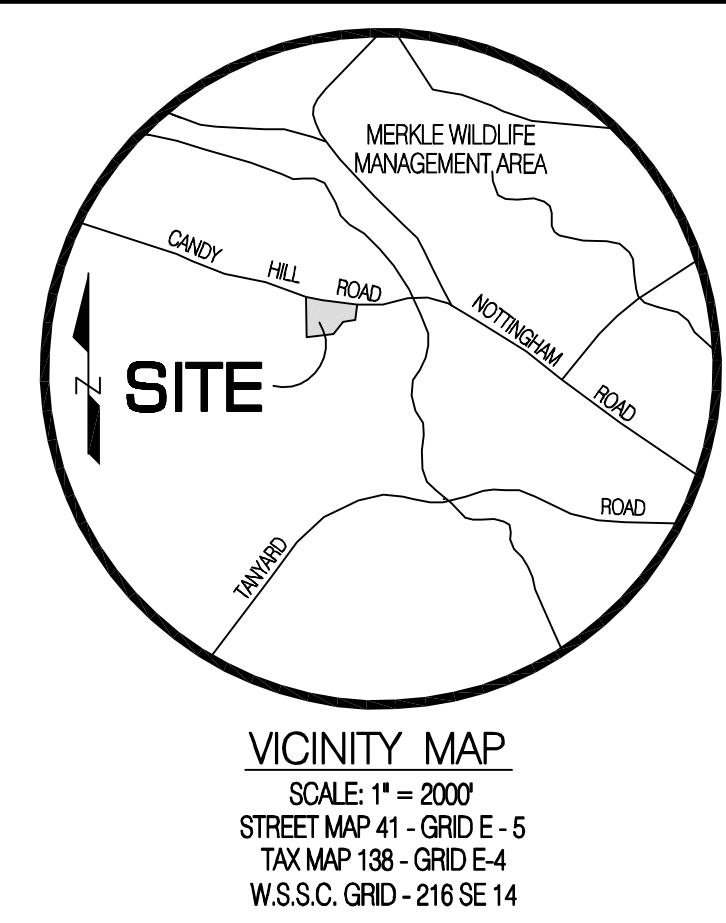 MERKLE WILDLIFE
MANAGEMENT AREA
CANDY HILL ROAD
NOTTINGHAM ROAD
SITE
N
TANYARD ROAD
VICINITY MAP
SCALE: 1" = 2000'
STREET MAP 41 - GRID E - 5
TAX MAP 138 - GRID E-4
W.S.S.C. GRID - 216 SE 14